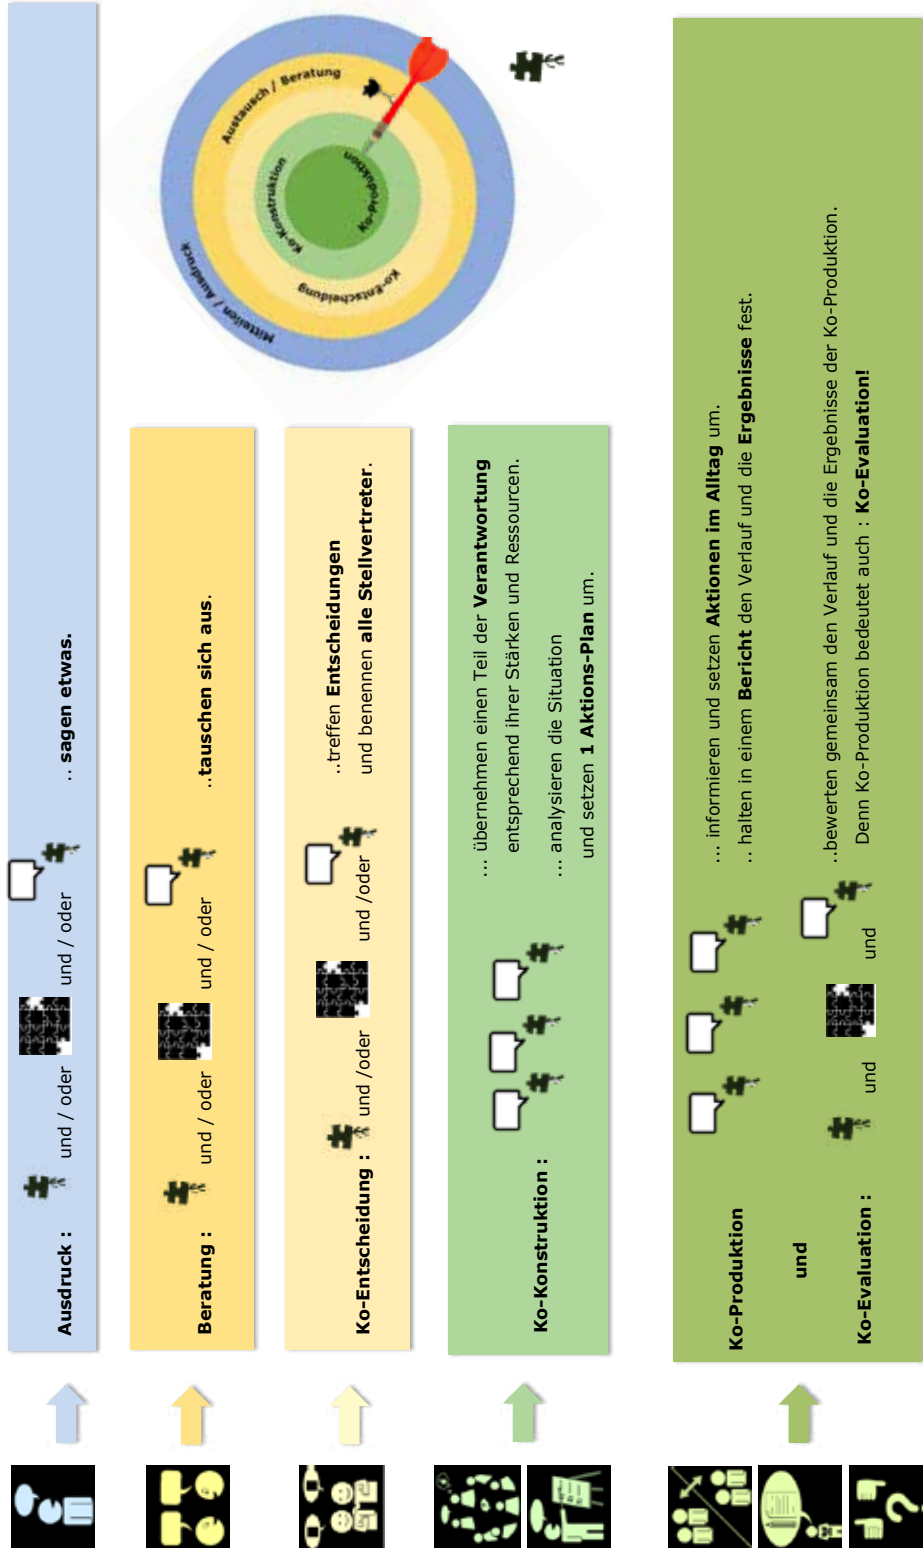 Ausdruck : und / oder und / oder .. sagen etwas.
Beratung : und / oder und / oder ..tauschen sich aus.
Ko-Entscheidung : und /oder und /oder ..treffen Entscheidungen
und benennen alle Stellvertreter.
Ko-Konstruktion :
... übernehmen einen Teil der Verantwortung
entsprechend ihrer Stärken und Ressourcen.
... analysieren die Situation
und setzen 1 Aktions-Plan um.
Ko-Produktion
... informieren und setzen Aktionen im Alltag um.
.. halten in einem Bericht den Verlauf und die Ergebnisse fest.
und
Ko-Evaluation : und und
..bewerten gemeinsam den Verlauf und die Ergebnisse der Ko-Produktion.
Denn Ko-Produktion bedeutet auch : Ko-Evaluation!
Mitteilen / Ausdruck
Austausch / Beratung
Ko-Entscheidung
Ko-Konstruktion
Ko-Produktion